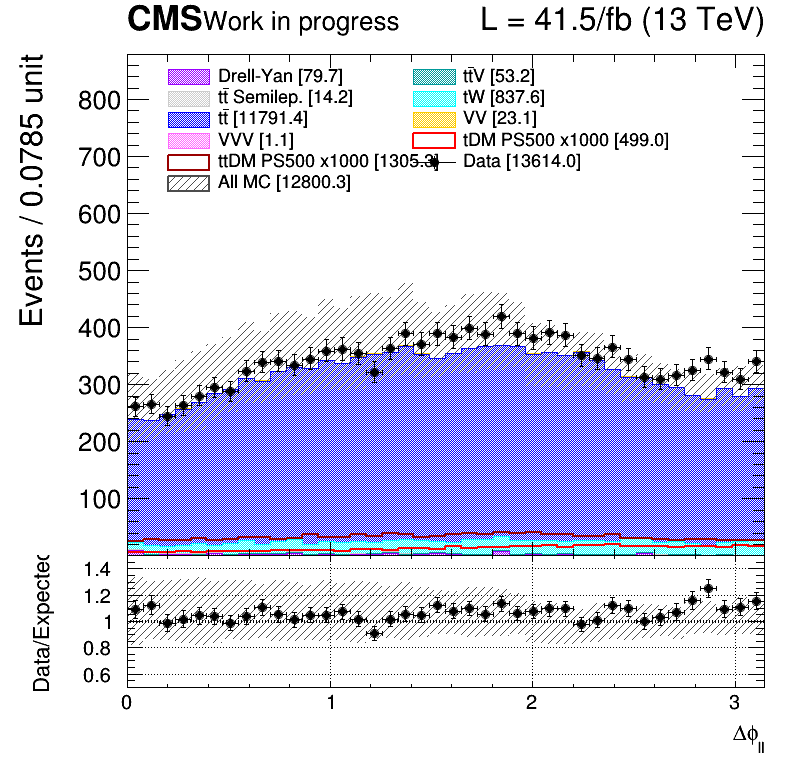 CMS Work in progress L = 41.5/fb (13 TeV)
Events / 0.0785 unit
Drell-Yan [79.7] tt̄V [53.2]
tt̄ Semilep. [14.2] tW [837.6]
tt̄ [11791.4] VV [23.1]
VVV [1.1] tDM PS500 x1000 [499.0]
ttDM PS500 x1000 [1305.3] Data [13614.0]
All MC [12800.3]
800
700
600
500
400
300
200
100
Data/Expected
1.4
1.2
1
0.8
0.6
0 1 2 3
Δϕll